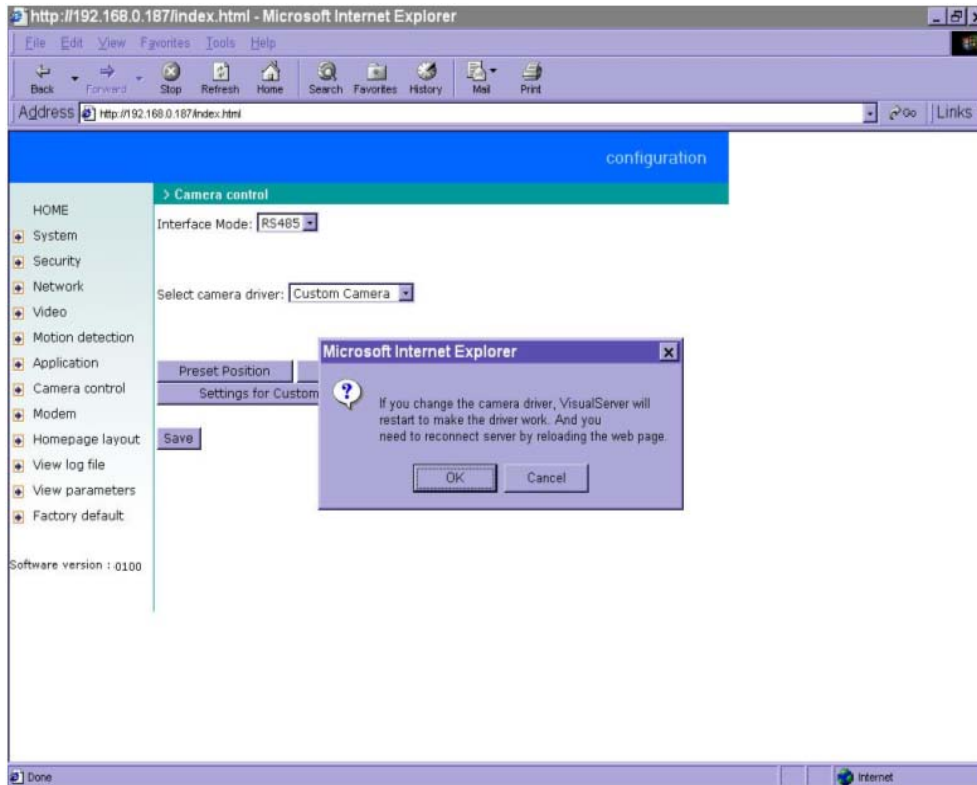 http://192.168.0.187/index.html - Microsoft Internet Explorer
File Edit View Favorites Tools Help
Back Forward Stop Refresh Home Search Favorites History Mail Print
Address http://192.168.0.187/index.html Go Links
configuration
> Camera control
HOME
System
Security
Network
Video
Motion detection
Application
Camera control
Modem
Homepage layout
View log file
View parameters
Factory default
Software version : 0100
Interface Mode: RS485
Select camera driver: Custom Camera
Preset Position
Settings for Custom
Save
Microsoft Internet Explorer
If you change the camera driver, VisualServer will
restart to make the driver work. And you
need to reconnect server by reloading the web page.
OK Cancel
Done Internet